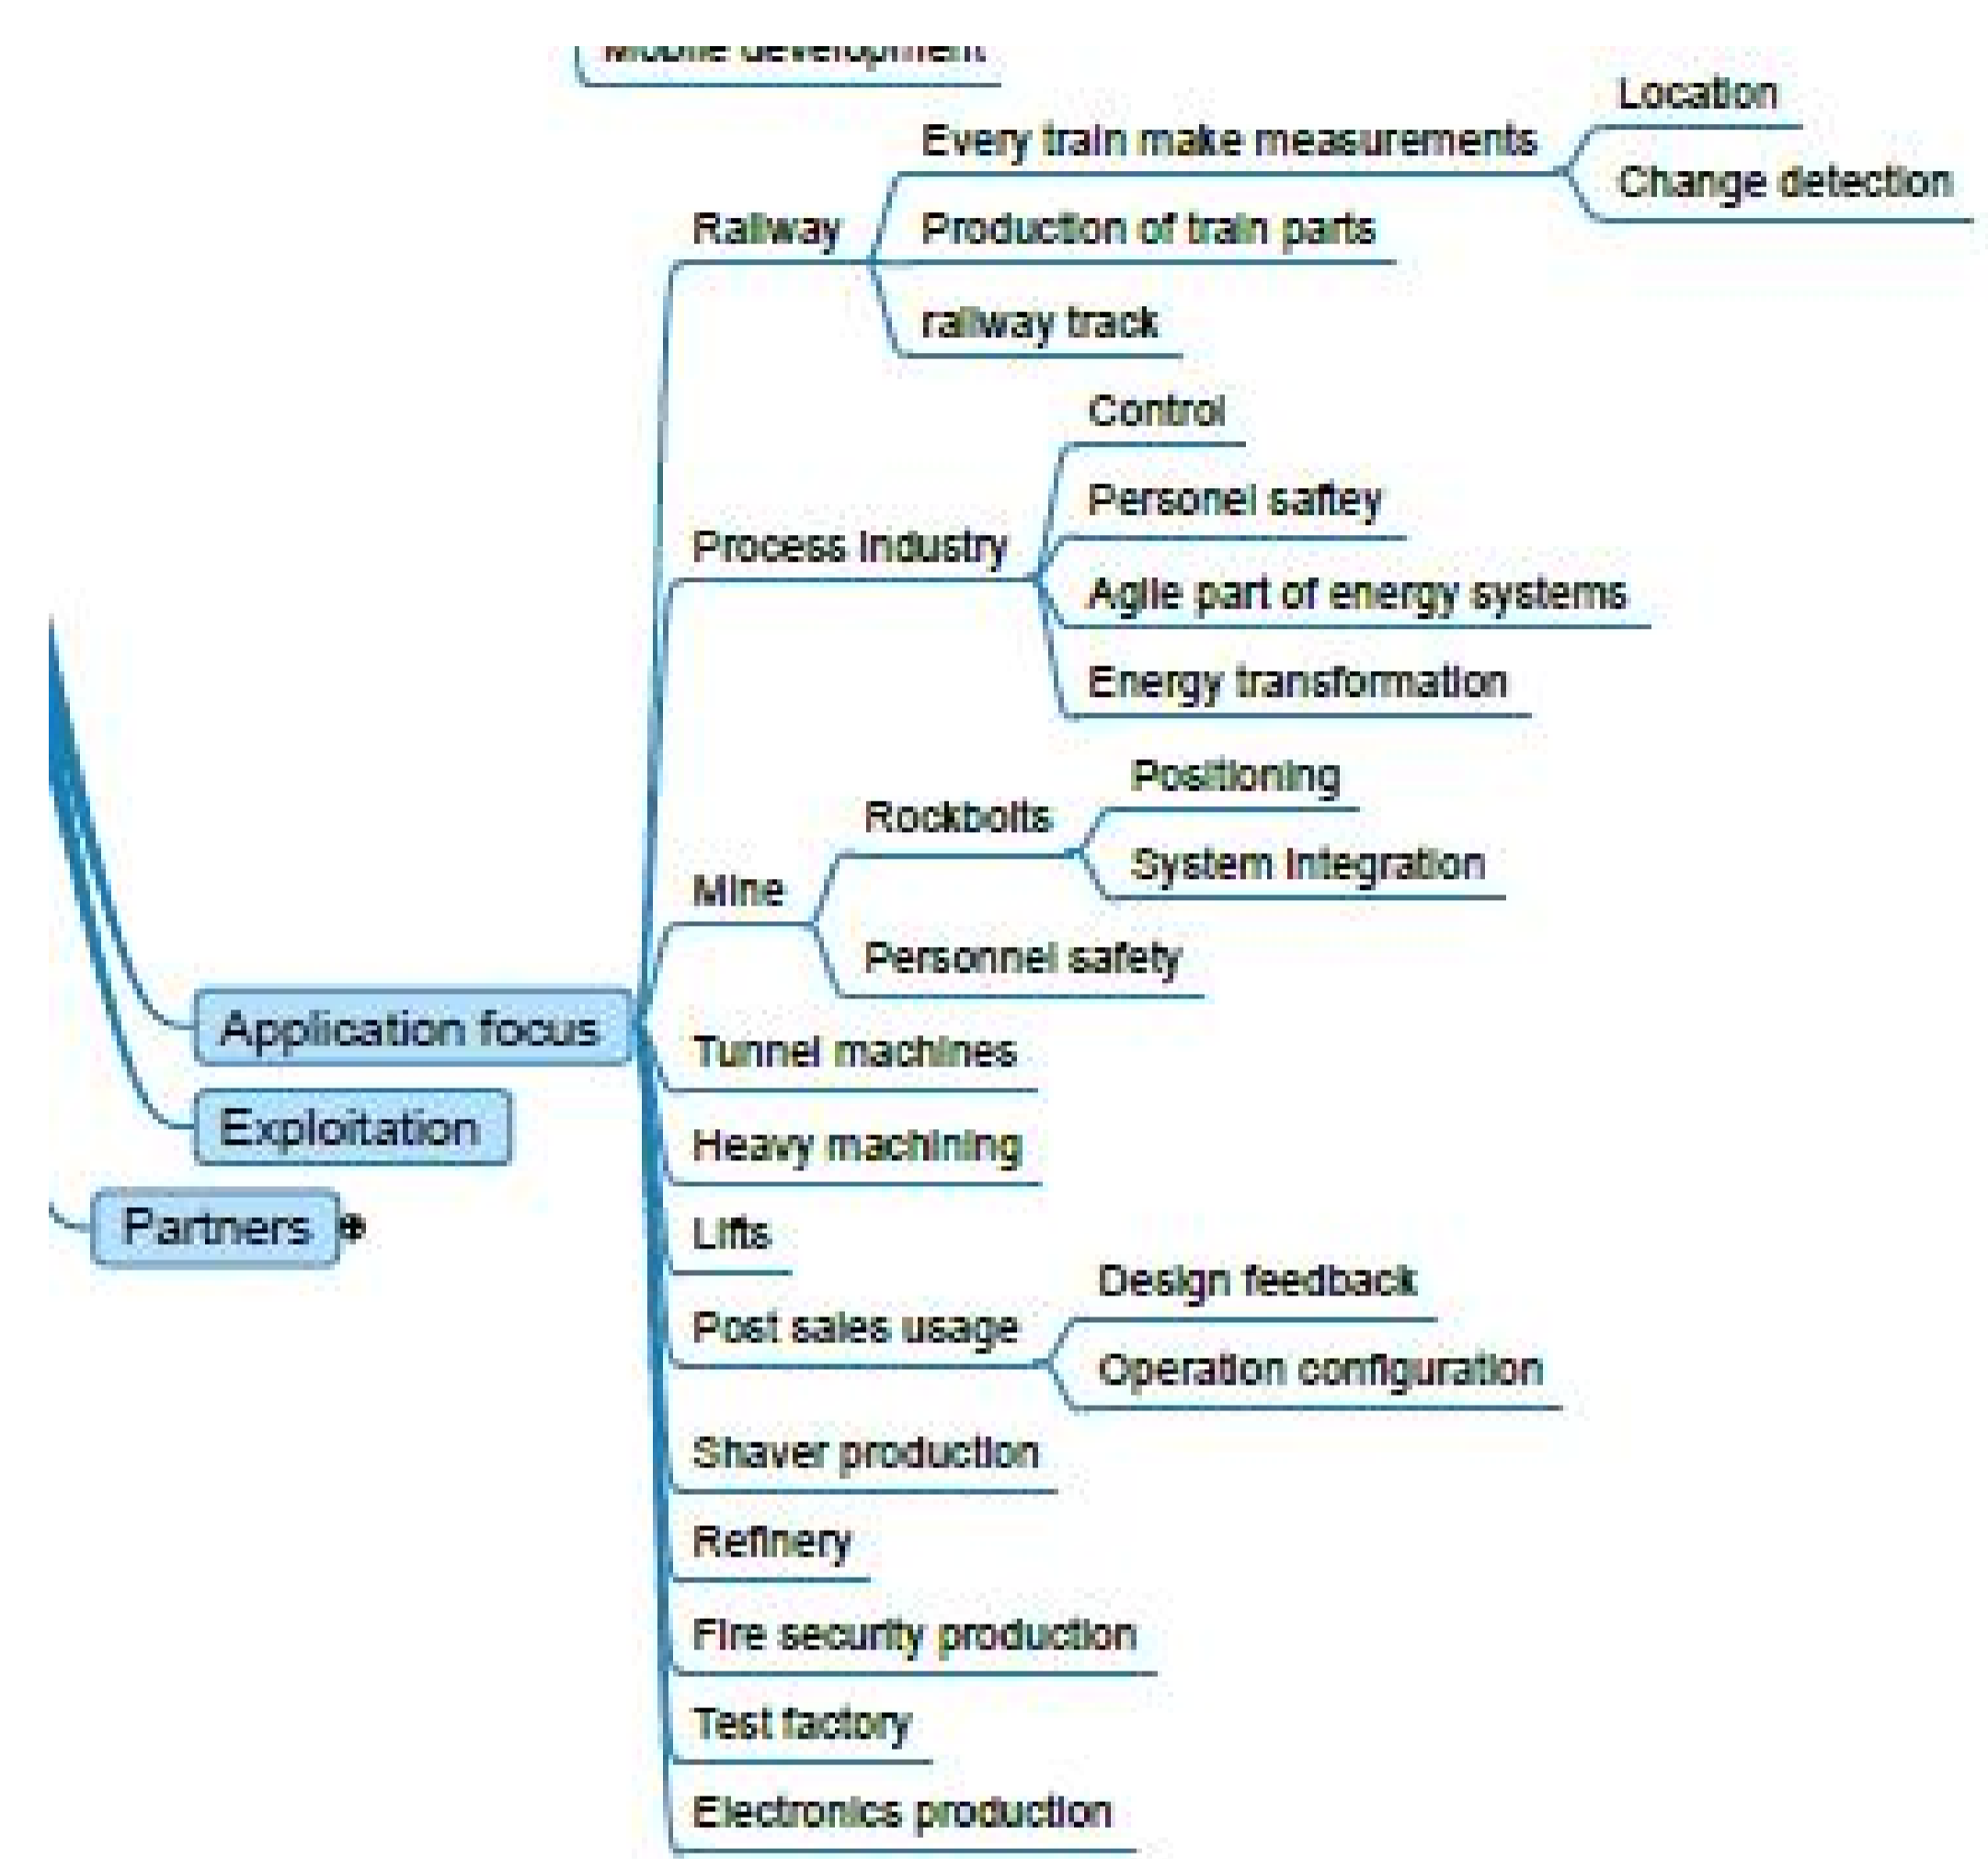 Mobile development
Location
Every train make measurements
Change detection
Railway
Production of train parts
railway track
Control
Personel saftey
Process industry
Agile part of energy systems
Energy transformation
Positioning
Rockbolts
System integration
Mine
Personnel safety
Application focus
Tunnel machines
Exploitation
Heavy machining
Partners
Lifts
Design feedback
Post sales usage
Operation configuration
Shaver production
Refinery
Fire security production
Test factory
Electronics production